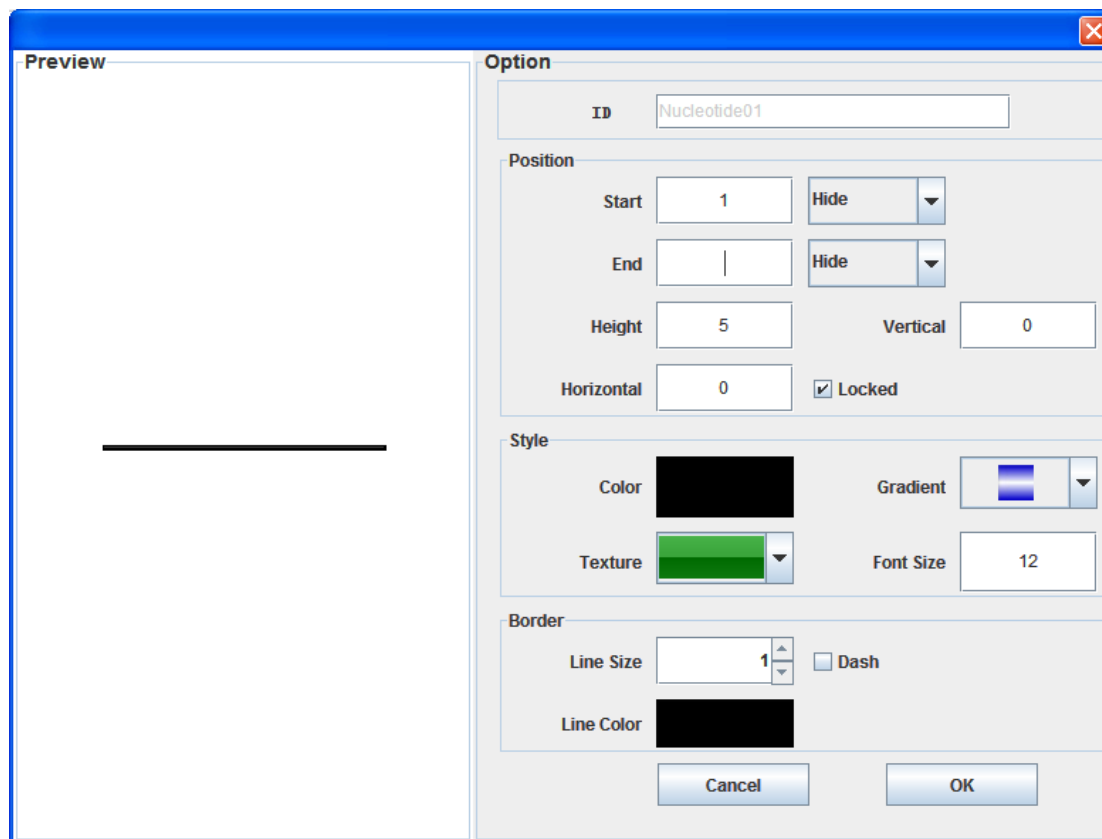 Preview
Option
ID Nucleotide01
Position
Start 1 Hide
End Hide
Height 5 Vertical 0
Horizontal 0 Locked
Style
Color Gradient
Texture Font Size 12
Border
Line Size 1 Dash
Line Color
Cancel OK